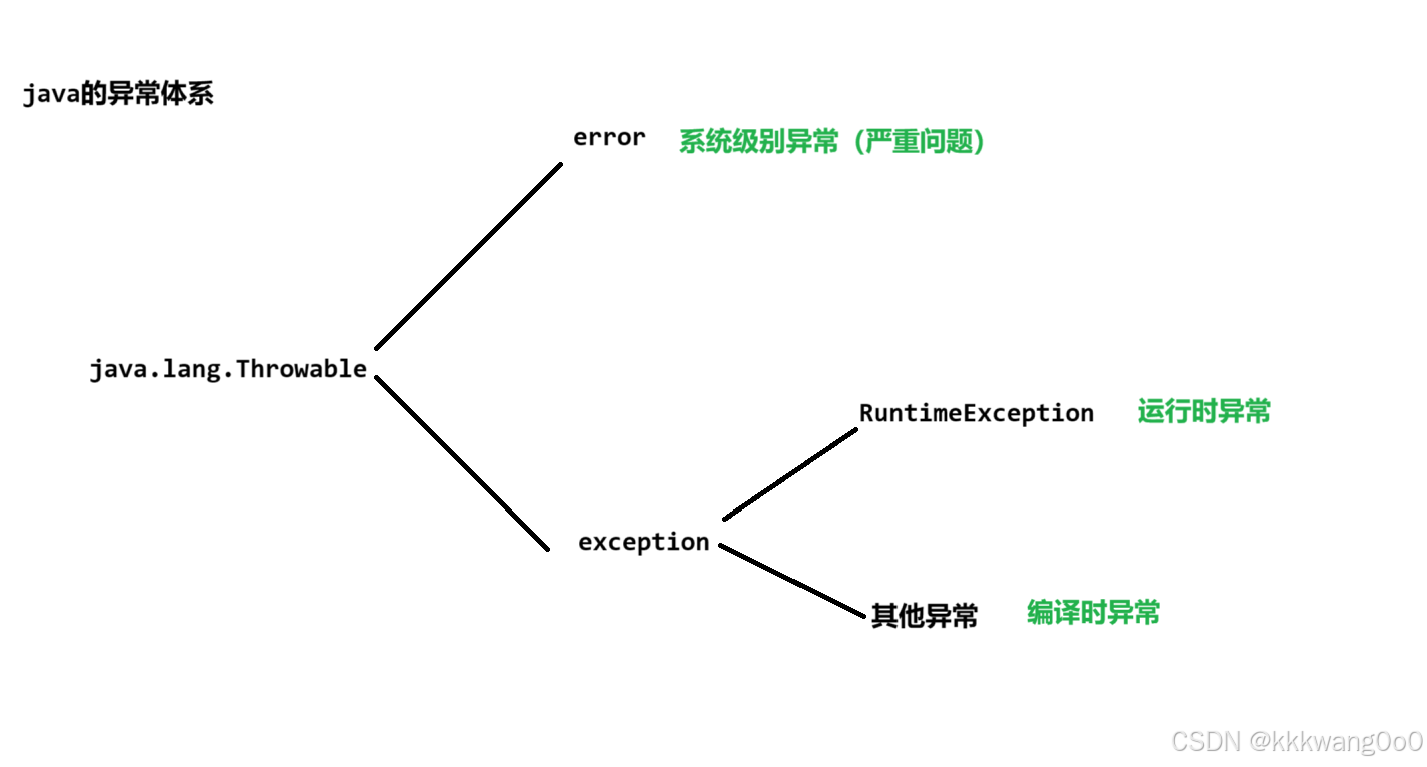 java的异常体系
error 系统级别异常（严重问题）
java.lang.Throwable
RuntimeException 运行时异常
exception
其他异常 编译时异常
CSDN @kkkwang0o0